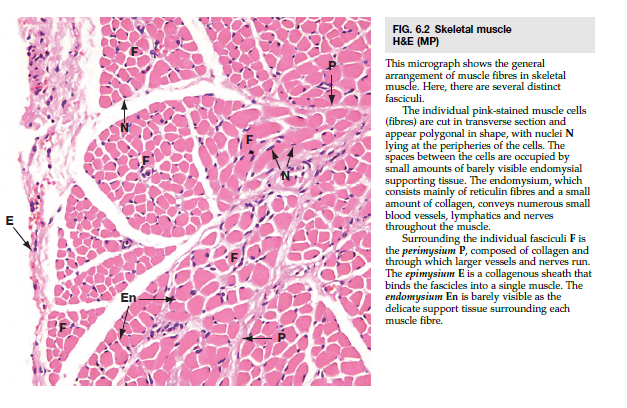 FIG. 6.2 Skeletal muscle
H&E (MP)
This micrograph shows the general
arrangement of muscle fibres in skeletal
muscle. Here, there are several distinct
fasciculi.
The individual pink-stained muscle cells
(fibres) are cut in transverse section and
appear polygonal in shape, with nuclei N
lying at the peripheries of the cells. The
spaces between the cells are occupied by
small amounts of barely visible endomysial
supporting tissue. The endomysium, which
consists mainly of reticulin fibres and a small
amount of collagen, conveys numerous small
blood vessels, lymphatics and nerves
throughout the muscle.
Surrounding the individual fasciculi F is
the perimysium P, composed of collagen and
through which larger vessels and nerves run.
The epimysium E is a collagenous sheath that
binds the fascicles into a single muscle. The
endomysium En is barely visible as the
delicate support tissue surrounding each
muscle fibre.
F
P
N
F
F
N
E
F
En
F
P